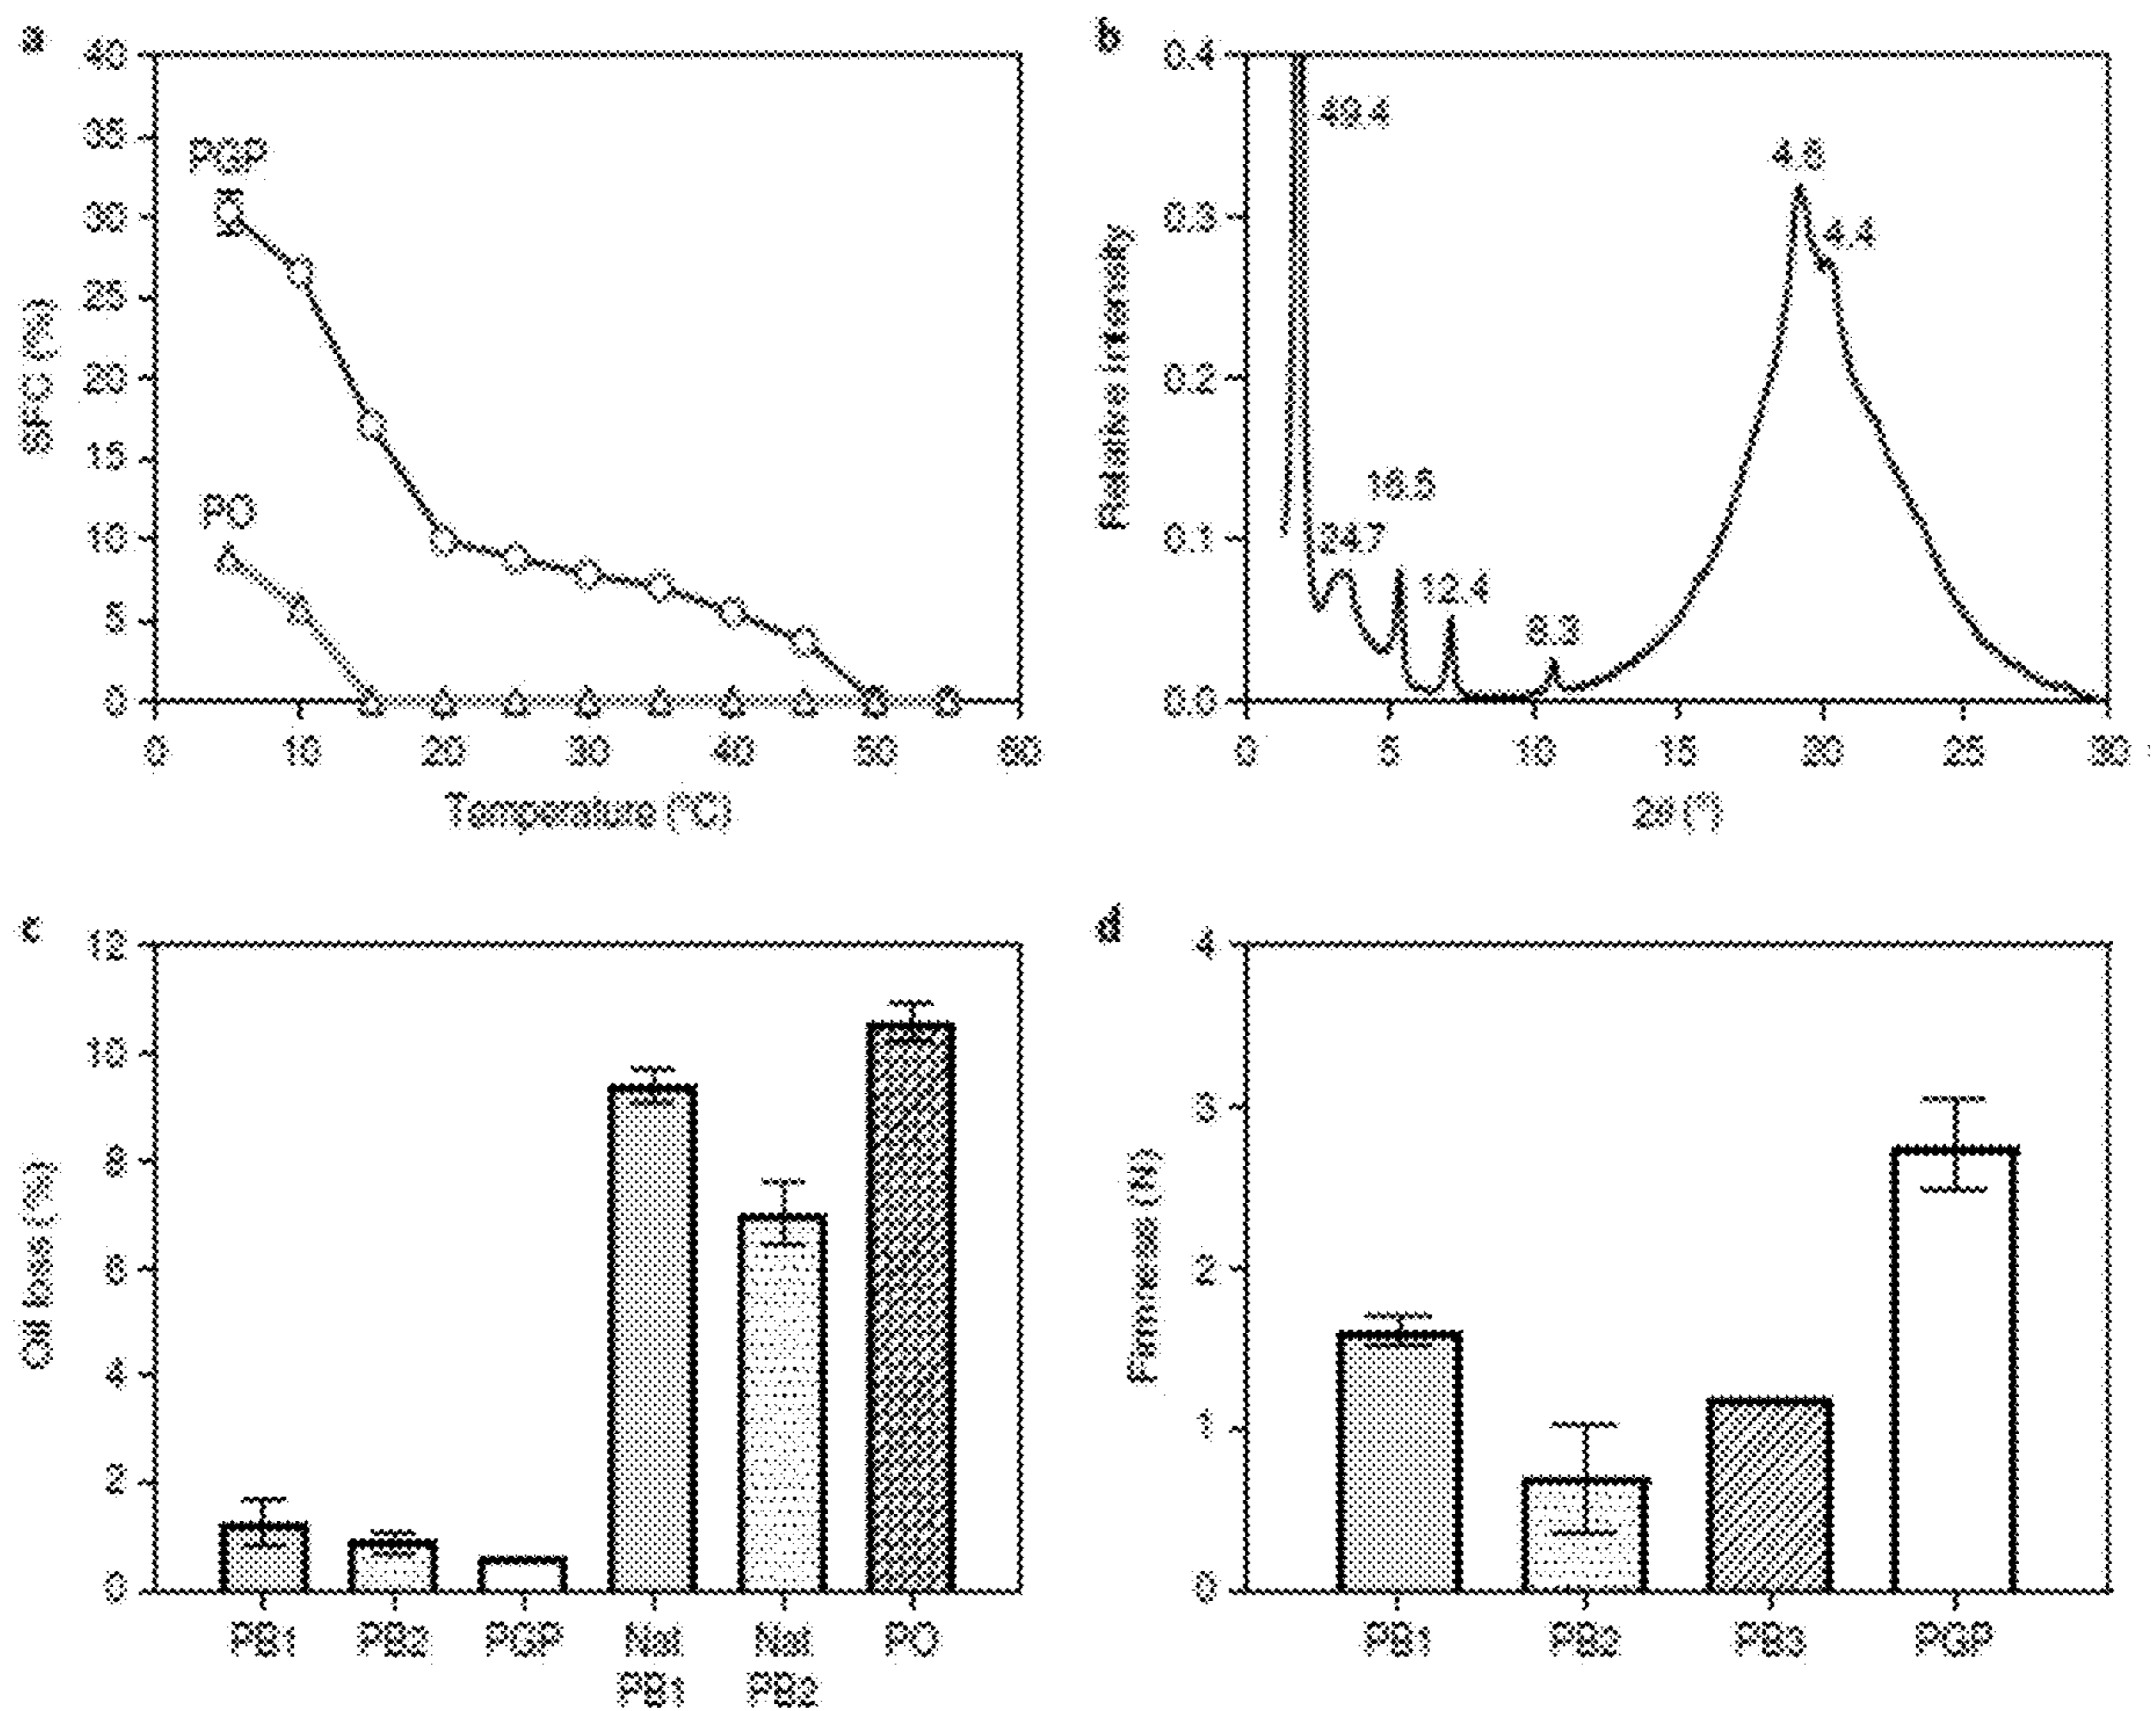 a
40
35
30
25
20
15
10
5
0
SFC (%)
PGP
PO
0 10 20 30 40 50 60
Temperature (°C)
b
0.4
0.3
0.2
0.1
0.0
Relative intensity
49.4
24.7
16.5
12.4
8.3
4.6
4.4
0 5 10 15 20 25 30
2θ (°)
c
12
10
8
6
4
2
0
Oil loss (%)
PB1 PB2 PGP Nat PB1 Nat PB2 PO
d
4
3
2
1
0
Firmness (N)
PB1 PB2 PB3 PGP